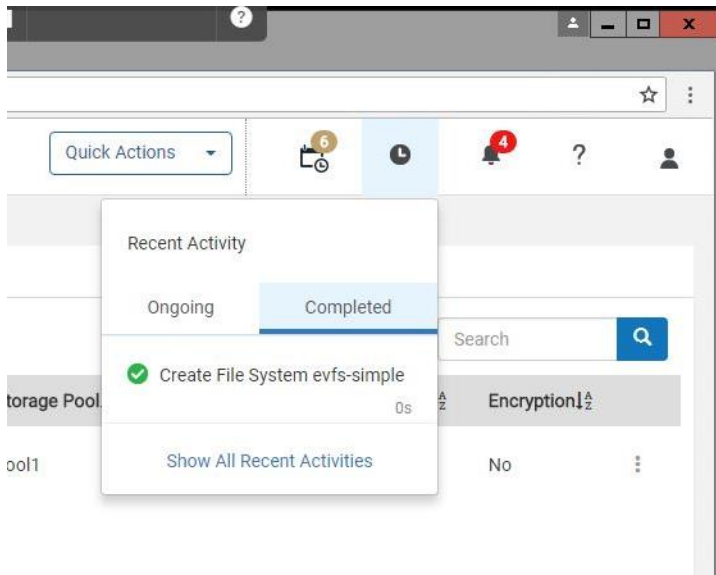 ?
X
Quick Actions
6
4
?
Recent Activity
Ongoing Completed
Search
Create File System evfs-simple
0s
torage Pool
Encryption
Show All Recent Activities
ool1
No